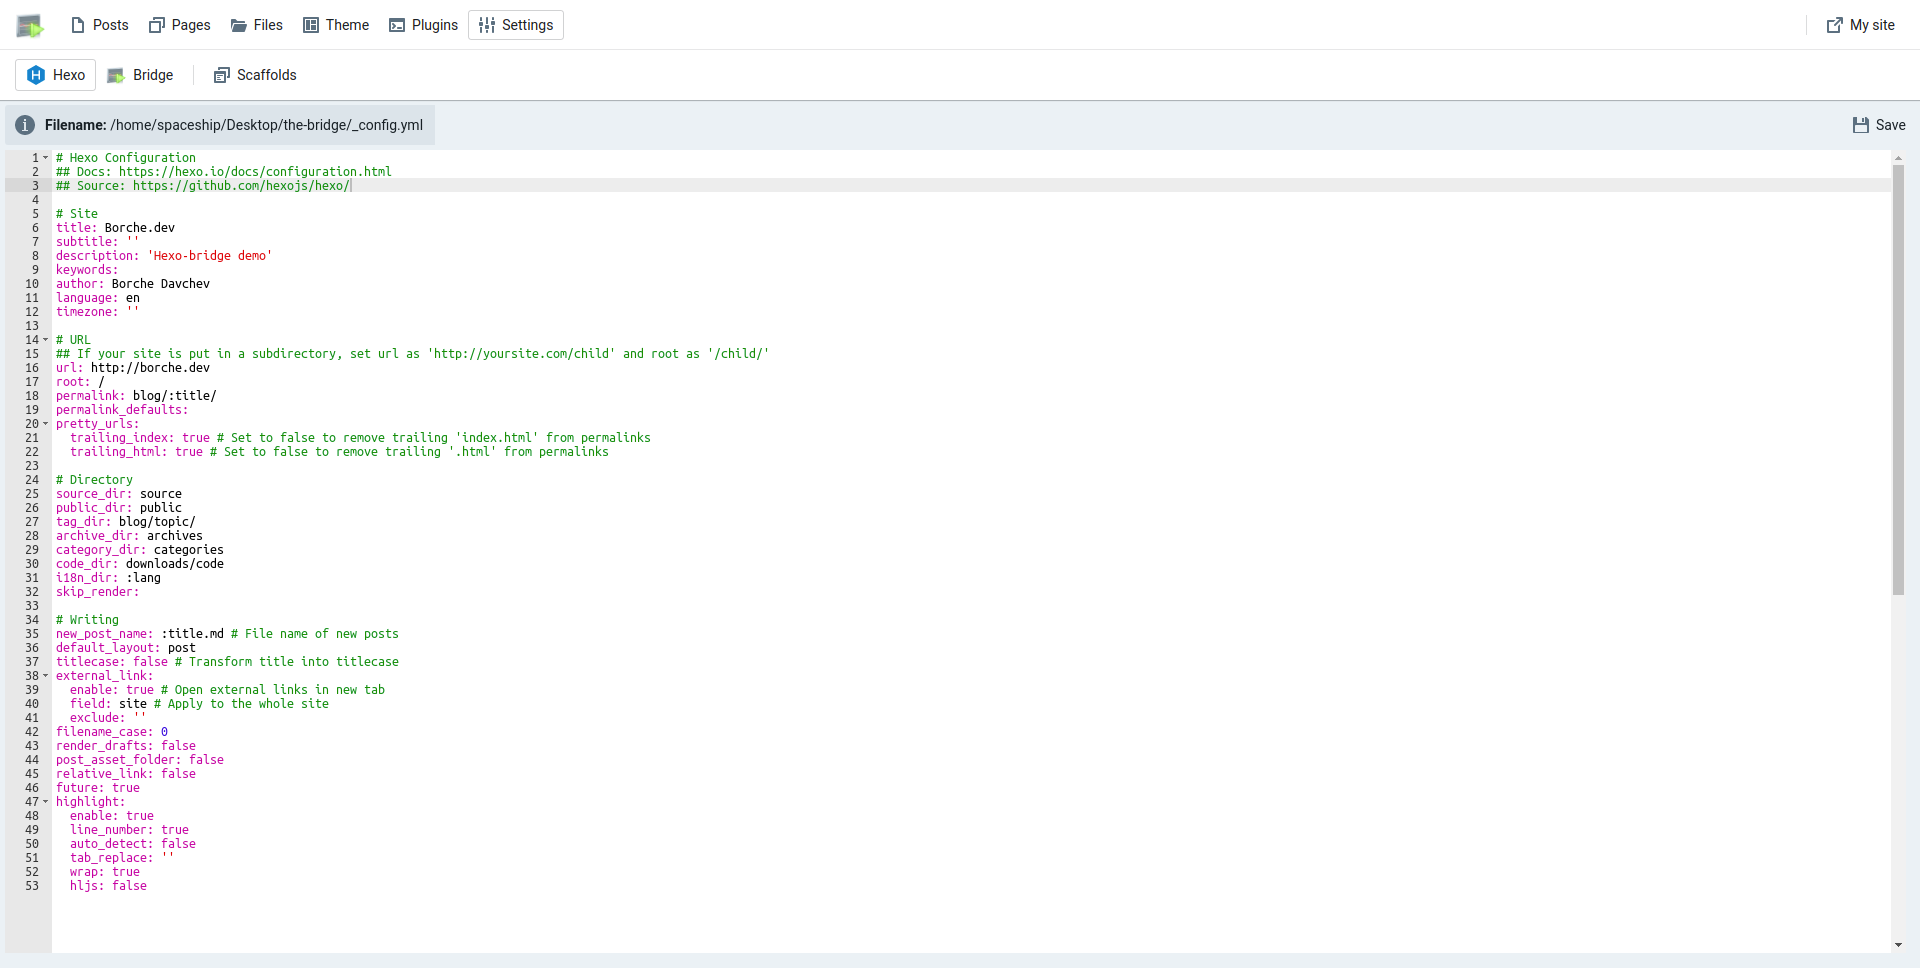 Posts Pages Files Theme Plugins Settings My site
Hexo Bridge Scaffolds
Filename: /home/spaceship/Desktop/the-bridge/_config.yml Save
1 # Hexo Configuration
2 ## Docs: https://hexo.io/docs/configuration.html
3 ## Source: https://github.com/hexojs/hexo/
4
5 # Site
6 title: Borche.dev
7 subtitle: ''
8 description: 'Hexo-bridge demo'
9 keywords:
10 author: Borche Davchev
11 language: en
12 timezone: ''
13
14 # URL
15 ## If your site is put in a subdirectory, set url as 'http://yoursite.com/child' and root as '/child/'
16 url: http://borche.dev
17 root: /
18 permalink: blog/:title/
19 permalink_defaults:
20 pretty_urls:
21   trailing_index: true # Set to false to remove trailing 'index.html' from permalinks
22   trailing_html: true # Set to false to remove trailing '.html' from permalinks
23
24 # Directory
25 source_dir: source
26 public_dir: public
27 tag_dir: blog/topic/
28 archive_dir: archives
29 category_dir: categories
30 code_dir: downloads/code
31 i18n_dir: :lang
32 skip_render:
33
34 # Writing
35 new_post_name: :title.md # File name of new posts
36 default_layout: post
37 titlecase: false # Transform title into titlecase
38 external_link:
39   enable: true # Open external links in new tab
40   field: site # Apply to the whole site
41   exclude: ''
42 filename_case: 0
43 render_drafts: false
44 post_asset_folder: false
45 relative_link: false
46 future: true
47 highlight:
48   enable: true
49   line_number: true
50   auto_detect: false
51   tab_replace: ''
52   wrap: true
53   hljs: false